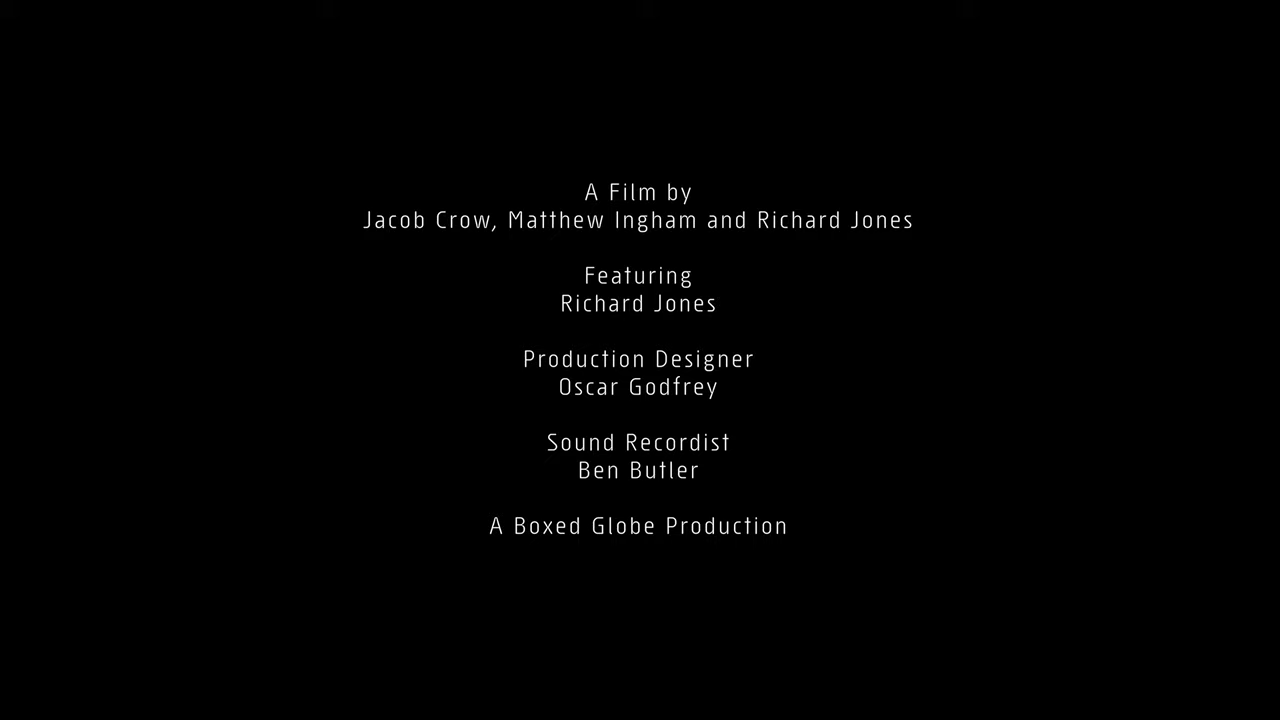 A Film by
Jacob Crow, Matthew Ingham and Richard Jones
Featuring
Richard Jones
Production Designer
Oscar Godfrey
Sound Recordist
Ben Butler
A Boxed Globe Production